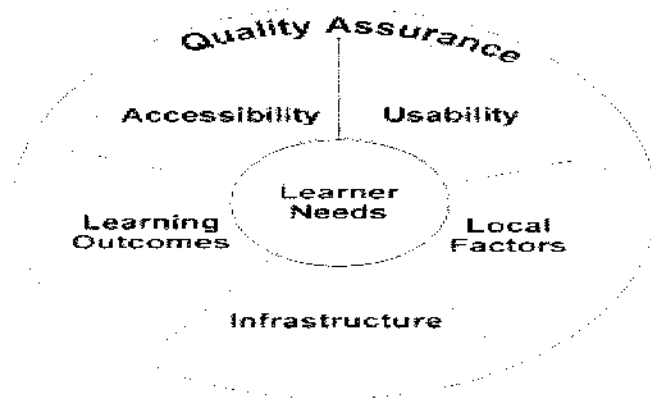 Quality Assurance
Accessibility
Usability
Learner
Needs
Learning
Outcomes
Local
Factors
Infrastructure